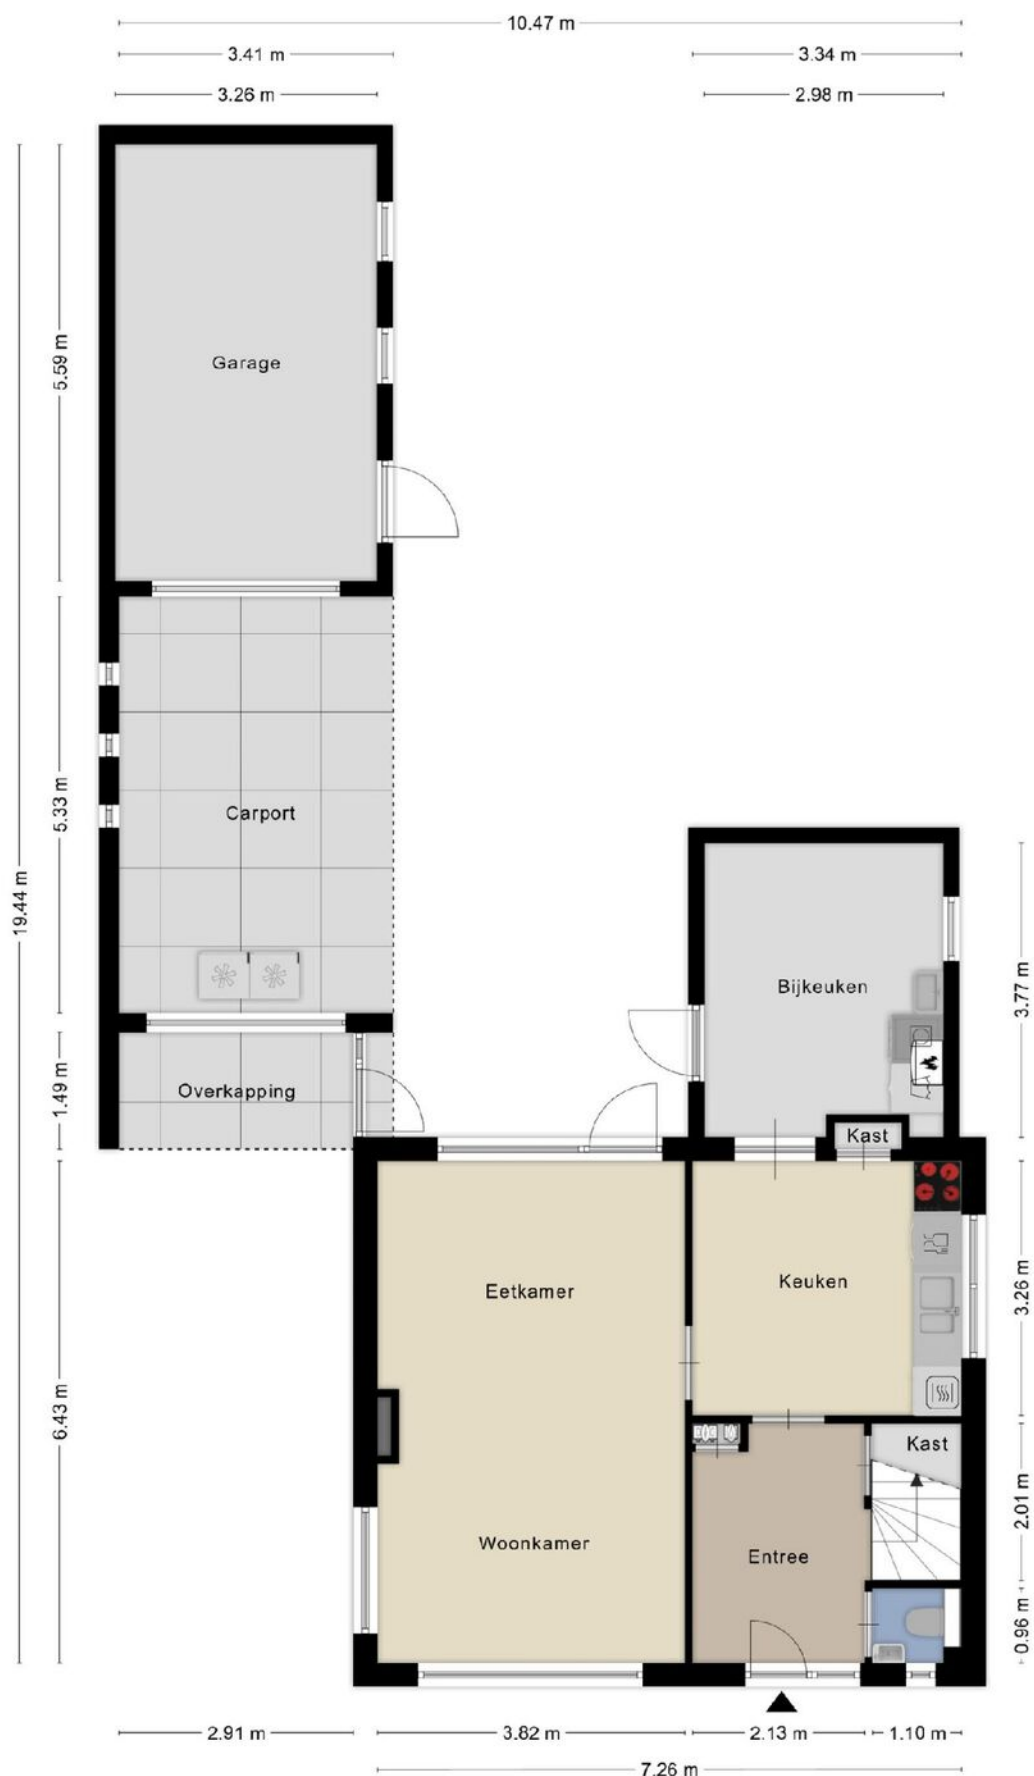 10.47 m
3.41 m
3.34 m
3.26 m
2.98 m
5.59 m
Garage
19.44 m
5.33 m
Carport
3.77 m
Bijkeuken
1.49 m
Overkapping
Kast
Eetkamer
Keuken
3.26 m
6.43 m
Kast
2.01 m
Woonkamer
Entree
0.96 m
2.91 m
3.82 m
2.13 m
1.10 m
7.26 m